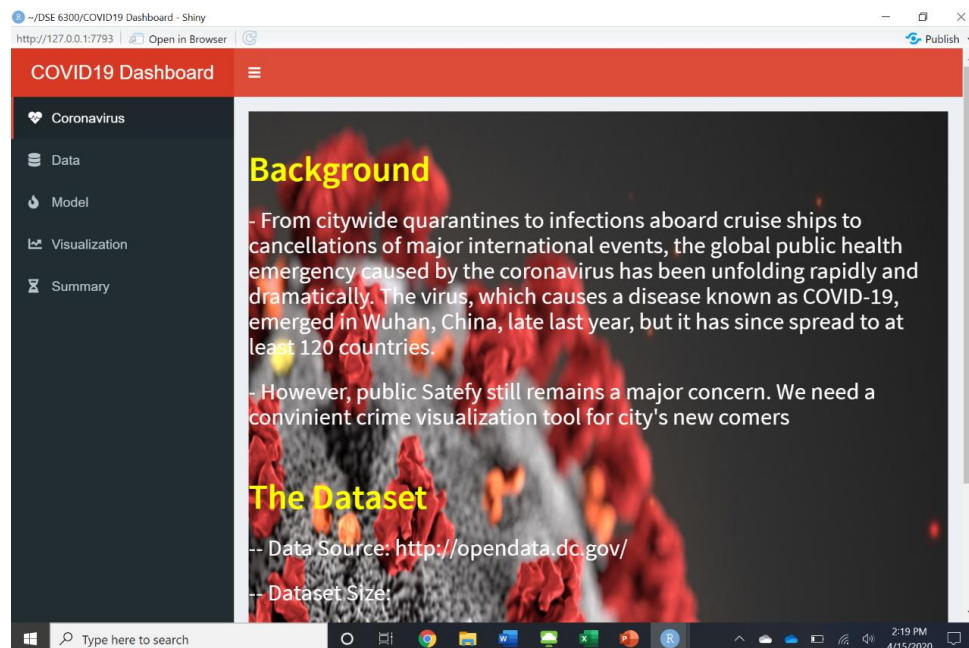 ~/DSE 6300/COVID19 Dashboard - Shiny
http://127.0.0.1:7793 Open in Browser Publish
COVID19 Dashboard
Coronavirus
Data
Model
Visualization
Summary
Background
- From citywide quarantines to infections aboard cruise ships to
cancellations of major international events, the global public health
emergency caused by the coronavirus has been unfolding rapidly and
dramatically. The virus, which causes a disease known as COVID-19,
emerged in Wuhan, China, late last year, but it has since spread to at
least 120 countries.
- However, public Satefy still remains a major concern. We need a
convinient crime visualization tool for city's new comers
The Dataset
-- Data Source: http://opendata.dc.gov/
-- Dataset Size:
Type here to search
2:19 PM
4/15/2020